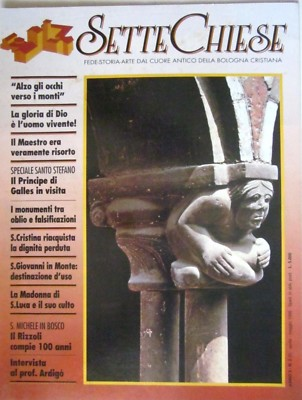 SETTE CHIESE
FEDE-STORIA-ARTE DAL CUORE ANTICO DELLA BOLOGNA CRISTIANA
"Alzo gli occhi
verso i monti"
La gloria di Dio
è l'uomo vivente!
Il Maestro era
veramente risorto
SPECIALE SANTO STEFANO
Il Principe di
Galles in visita
I monumenti tra
oblio e falsificazioni
S.Cristina riacquista
la dignità perduta
S.Giovanni in Monte:
destinazione d'uso
La Madonna di
S.Luca e il suo culto
S. MICHELE IN BOSCO
Il Rizzoli
compie 100 anni
Intervista
al prof. Ardigò